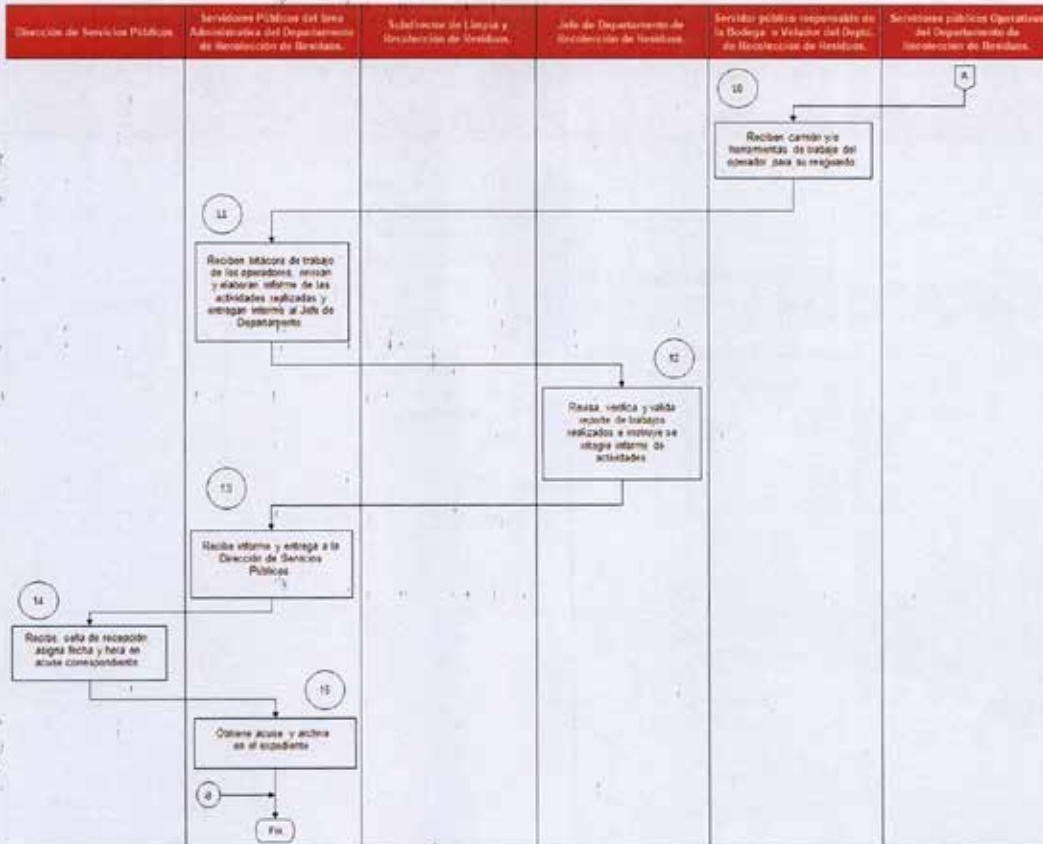 Dirección de Servicios Públicos
Servidores Públicos del área
Administrativa del Departamento
de Recolección de Residuos.
Subdirector de Limpia y
Recolección de Residuos.
Jefe de Departamento de
Recolección de Residuos.
Servidor público responsable de
la Bodega o Velador del Depto.
de Recolección de Residuos.
Servidores públicos Operativos
del Departamento de
Recolección de Residuos.
A
10
Reciben camión y/o
herramientas de trabajo del
operador para su resguardo
11
Reciben bitácora de trabajo
de los operadores, revisan
y elaboran informe de las
actividades realizadas y
entregan informe al Jefe de
Departamento
12
Revisa, verifica y valida
reporte de trabajos
realizados e instruye se
informe de
actividades
13
Recibe informe y entrega a la
Dirección de Servicios
Públicos
14
Recibe, sella de recepción
asigna fecha y hora en
acuse correspondiente
15
Obtiene acuse y archiva
en el expediente
a
Fin